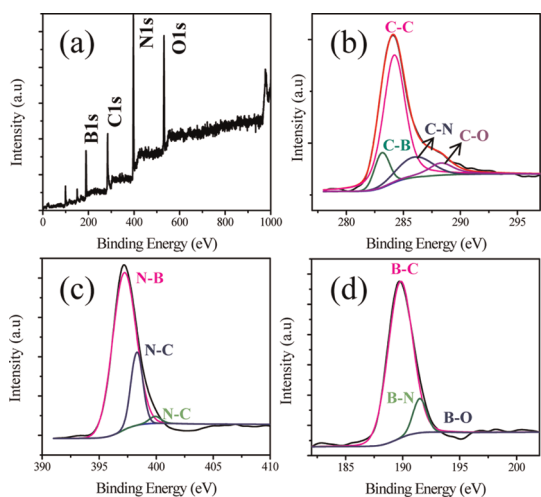 (a)
B1s
C1s
N1s
O1s
Intensity (a.u)
0 200 400 600 800 1000
Binding Energy (eV)
(b)
C-C
C-B
C-N
C-O
Intensity (a.u)
280 285 290 295
Binding Energy (eV)
(c)
N-B
N-C
N-C
Intensity (a.u)
390 395 400 405 410
Binding Energy (eV)
(d)
B-C
B-N
B-O
Intensity (a.u)
185 190 195 200
Binding Energy (eV)